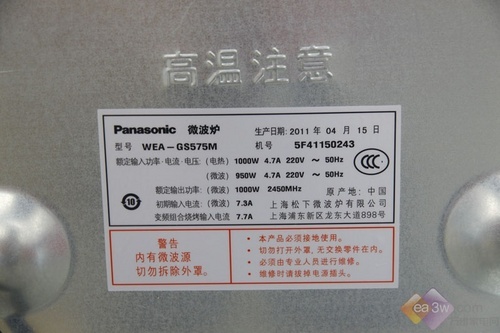 高温注意
Panasonic 微波炉 生产日期: 2011 年 04 月 15 日
型号 WEA-GS575M 机号 5F41150243
额定输入功率·电流·电压: (电热) 1000W 4.7A 220V ～ 50Hz
(微波) 950W 4.7A 220V ～ 50Hz
额定输出功率: (微波) 1000W 2450MHz 原产地: 中国
初期输入电流: (微波) 7.3A 上海松下微波炉有限公司
变频组合烧烤输入电流: 7.7A 上海浦东新区龙东大道898号
10
警告
内有微波源
切勿拆除外罩。
• 本产品必须接地使用。
• 切勿打开外罩，无交换零件在内。
• 必须由专业人员进行维修。
• 维修时请拔掉电源插头。
ea3w.com